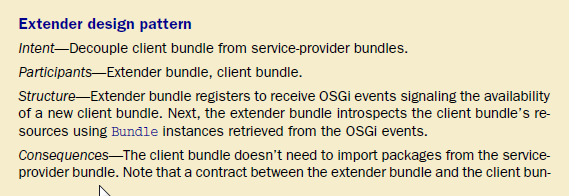 Extender design pattern
Intent—Decouple client bundle from service-provider bundles.
Participants—Extender bundle, client bundle.
Structure—Extender bundle registers to receive OSGi events signaling the availability
of a new client bundle. Next, the extender bundle introspects the client bundle's re-
sources using Bundle instances retrieved from the OSGi events.
Consequences—The client bundle doesn't need to import packages from the service-
provider bundle. Note that a contract between the extender bundle and the client bun-